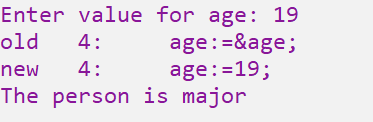 Enter value for age: 19
old   4:     age:=&age;
new   4:     age:=19;
The person is major